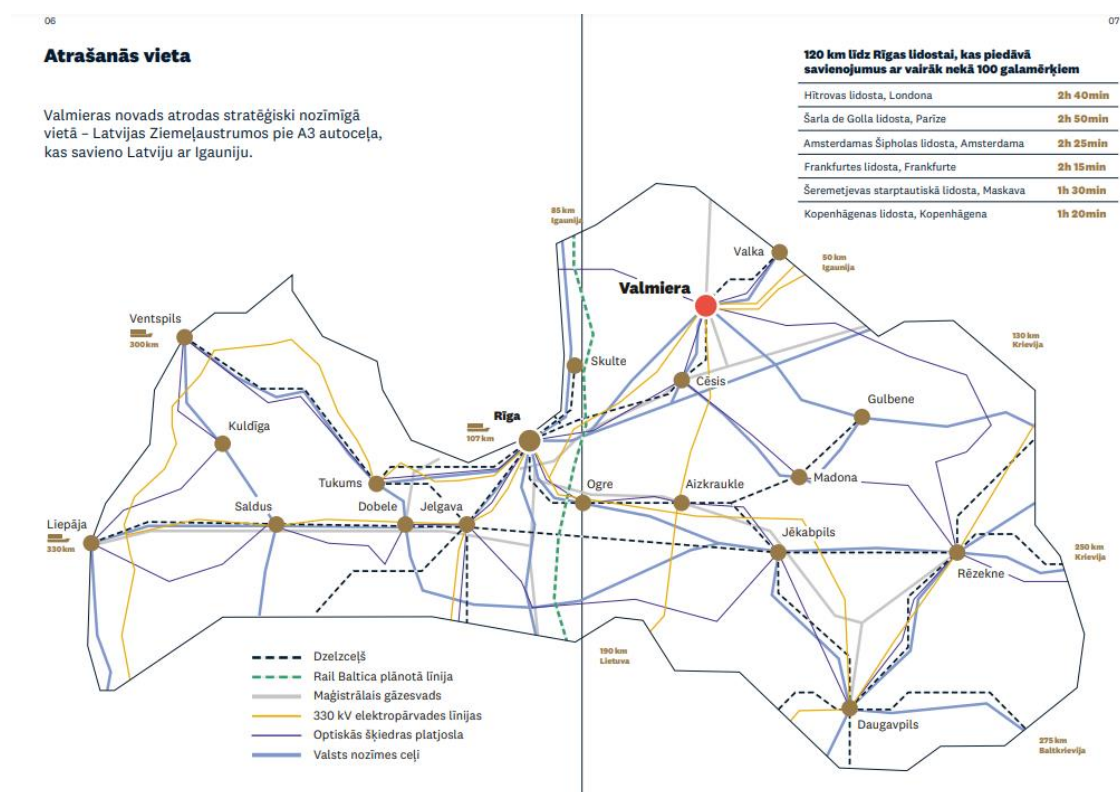 06
07
Atrašanās vieta
Valmieras novads atrodas stratēģiski nozīmīgā
vietā – Latvijas Ziemeļaustrumos pie A3 autoceļa,
kas savieno Latviju ar Igauniju.
120 km līdz Rīgas lidostai, kas piedāvā
savienojumus ar vairāk nekā 100 galamērķiem
Hītrovas lidosta, Londona 2h 40min
Šarla de Golla lidosta, Parīze 2h 50min
Amsterdamas Šipholas lidosta, Amsterdama 2h 25min
Frankfurtes lidosta, Frankfurte 2h 15min
Šeremetjevas starptautiskā lidosta, Maskava 1h 30min
Kopenhāgenas lidosta, Kopenhāgena 1h 20min
85 km
Igaunija
Valka
50 km
Igaunija
Valmiera
Ventspils
300km
130 km
Krievija
Skulte
Cēsis
Gulbene
Rīga
107 km
Kuldīga
Tukums
Ogre
Aizkraukle
Madona
Saldus
Dobele
Jelgava
Liepāja
330km
Jēkabpils
Rēzekne
250 km
Krievija
190 km
Lietuva
Daugavpils
275 km
Baltkrievija
Dzelzceļš
Rail Baltica plānotā līnija
Maģistrālais gāzesvads
330 kV elektropārvades līnijas
Optiskās šķiedras platjosla
Valsts nozīmes ceļi